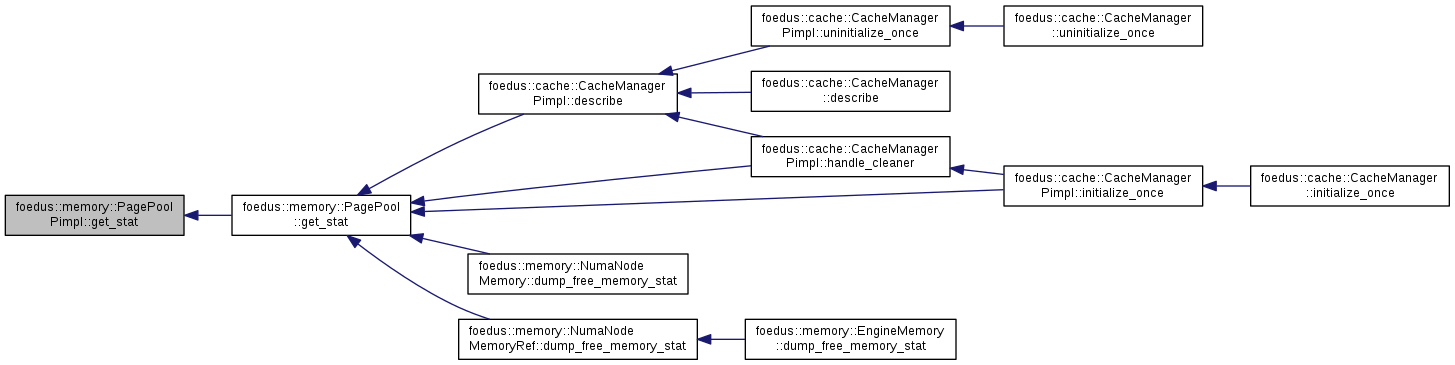 foedus::memory::PagePool
Pimpl::get_stat
foedus::memory::PagePool
::get_stat
foedus::cache::CacheManager
Pimpl::describe
foedus::cache::CacheManager
Pimpl::uninitialize_once
foedus::cache::CacheManager
::uninitialize_once
foedus::cache::CacheManager
::describe
foedus::cache::CacheManager
Pimpl::handle_cleaner
foedus::cache::CacheManager
Pimpl::initialize_once
foedus::cache::CacheManager
::initialize_once
foedus::memory::NumaNode
Memory::dump_free_memory_stat
foedus::memory::NumaNode
MemoryRef::dump_free_memory_stat
foedus::memory::EngineMemory
::dump_free_memory_stat